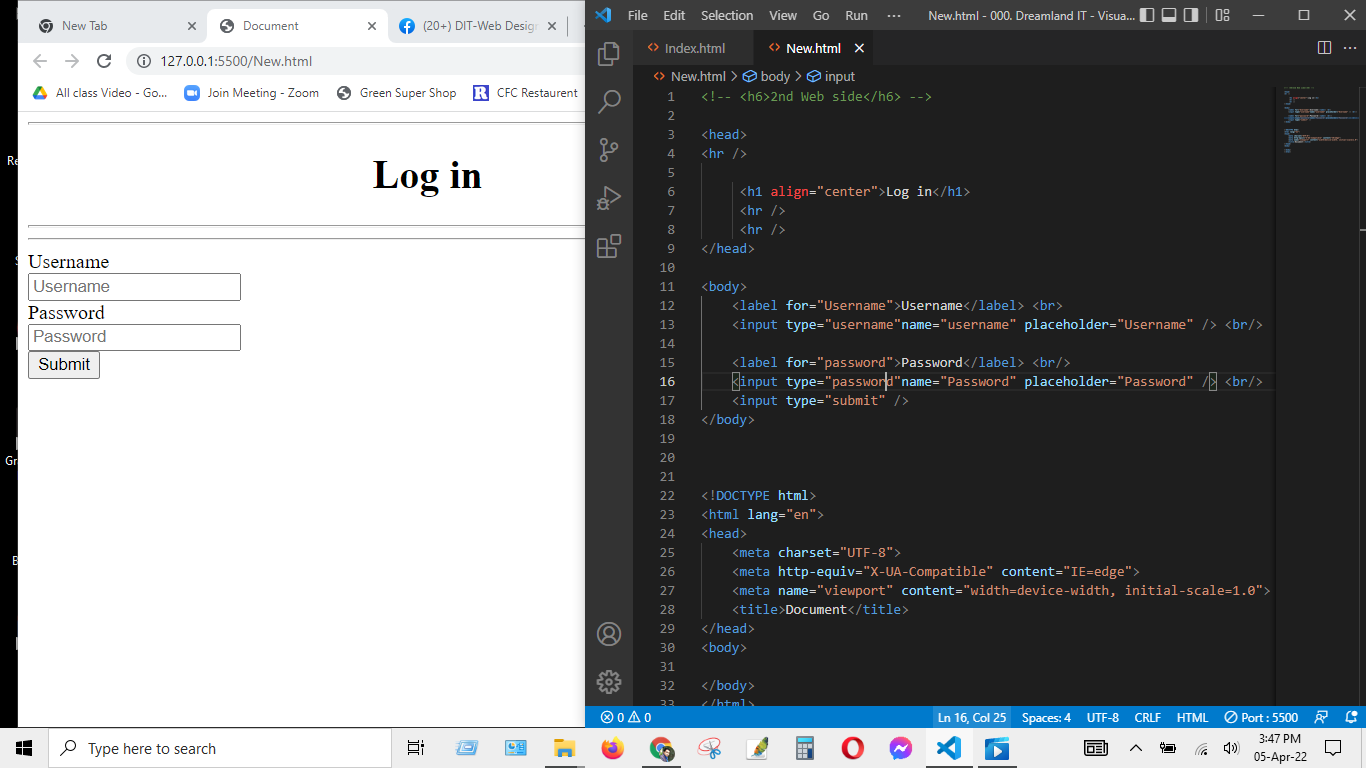 New Tab
Document
(20+) DIT-Web Desig
127.0.0.1:5500/New.html
All class Video - Go...
Join Meeting - Zoom
Green Super Shop
R CFC Restaurent
Log in
Username
Username
Password
Password
Submit
Re
S
Gr
File Edit Selection View Go Run ···
New.html - 000. Dreamland IT - Visua...
Index.html
New.html
New.html > body > input
1 <!-- <h6>2nd Web side</h6> -->
2
3 <head>
4 <hr />
5
6 <h1 align="center">Log in</h1>
7 <hr />
8 <hr />
9 </head>
10
11 <body>
12 <label for="Username">Username</label> <br>
13 <input type="username"name="username" placeholder="Username" /> <br/>
14
15 <label for="password">Password</label> <br/>
16 <input type="password"name="Password" placeholder="Password" /> <br/>
17 <input type="submit" />
18 </body>
19
20
21
22 <!DOCTYPE html>
23 <html lang="en">
24 <head>
25 <meta charset="UTF-8">
26 <meta http-equiv="X-UA-Compatible" content="IE=edge">
27 <meta name="viewport" content="width=device-width, initial-scale=1.0">
28 <title>Document</title>
29 </head>
30 <body>
31
32 </body>
33 </html>
0 0
Ln 16, Col 25 Spaces: 4 UTF-8 CRLF HTML Port : 5500
Type here to search
3:47 PM
05-Apr-22